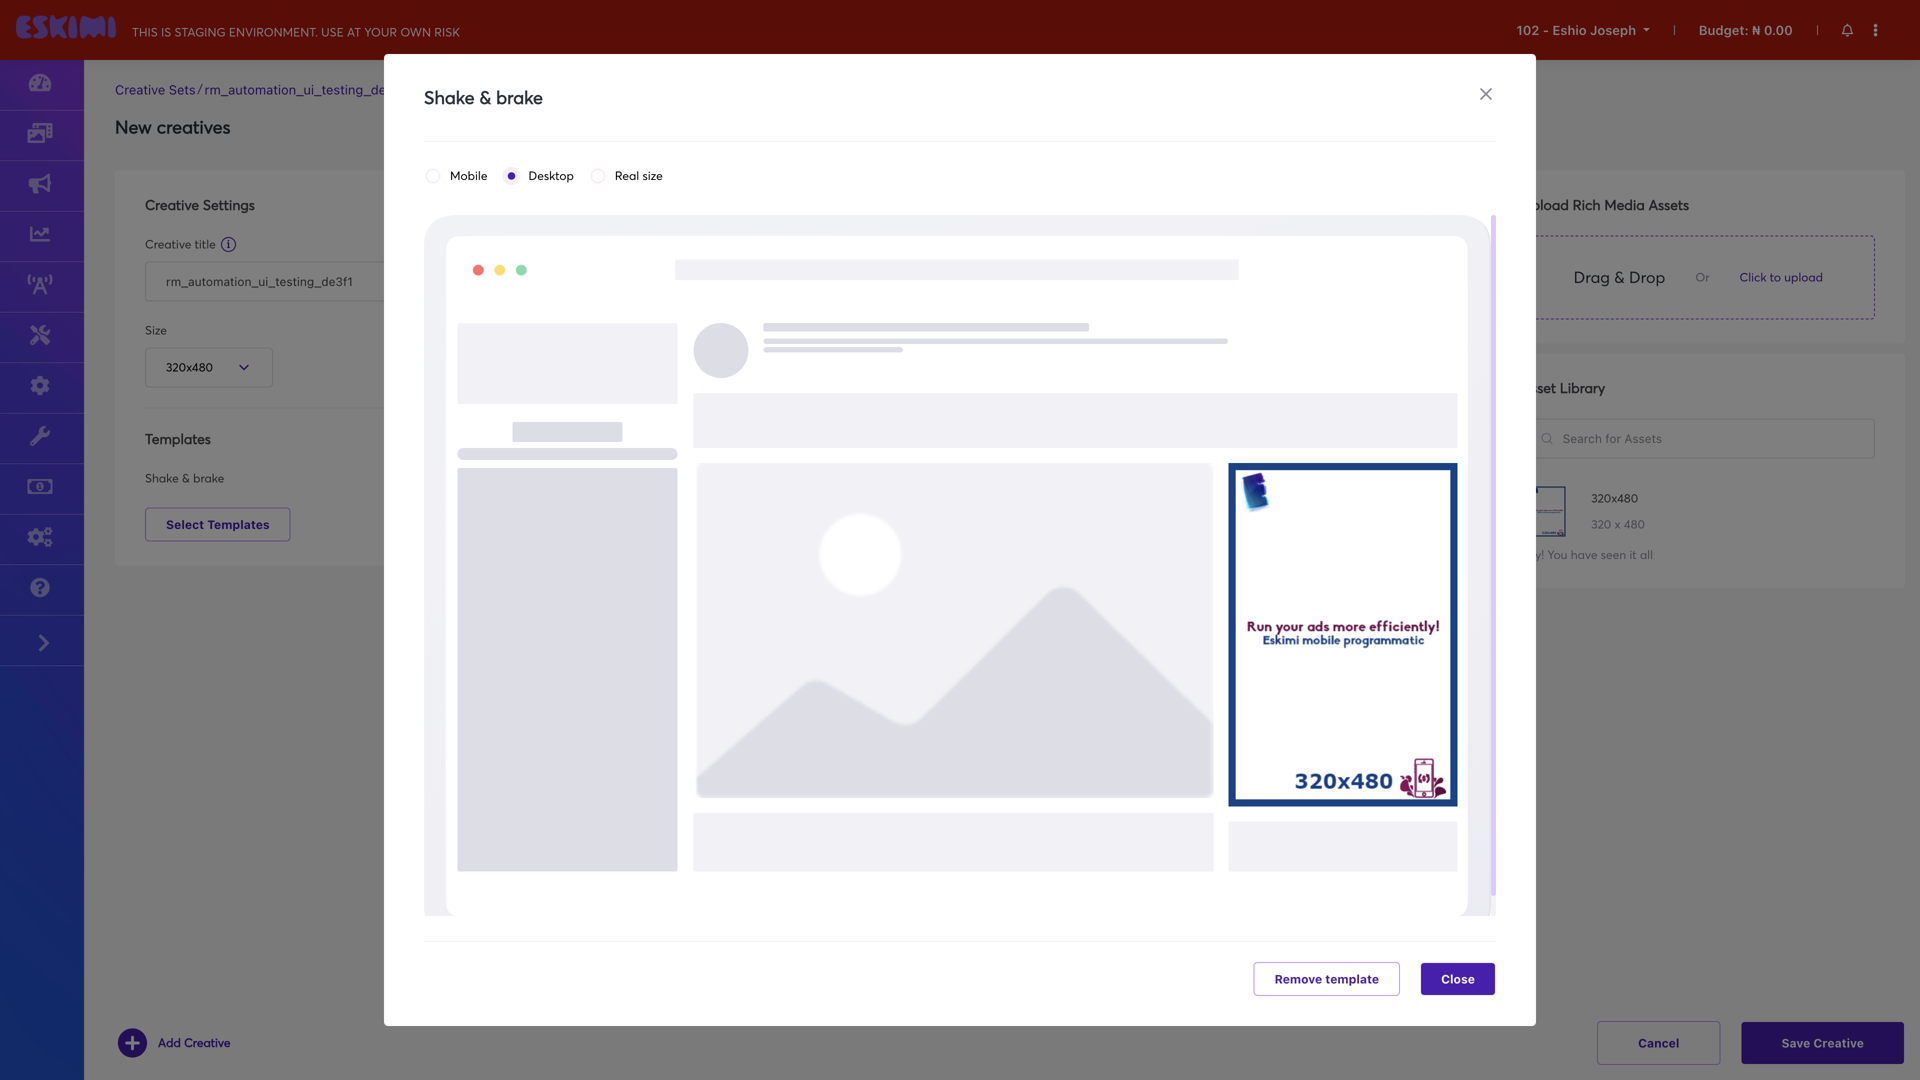 ESKIMI
THIS IS STAGING ENVIRONMENT. USE AT YOUR OWN RISK
102 - Eshio Joseph
Budget: ₦ 0.00
Creative Sets/rm_automation_ui_testing_de
New creatives
Creative Settings
Creative title
rm_automation_ui_testing_de3f1
Size
320x480
Templates
Shake & brake
Select Templates
Add Creative
Shake & brake
Mobile
Desktop
Real size
Run your ads more efficiently!
Eskimi mobile programmatic
320x480
Remove template
Close
Rich Media Assets
Drag & Drop
Or
Click to upload
Library
Search for Assets
320x480
320 x 480
You have seen it all
Cancel
Save Creative